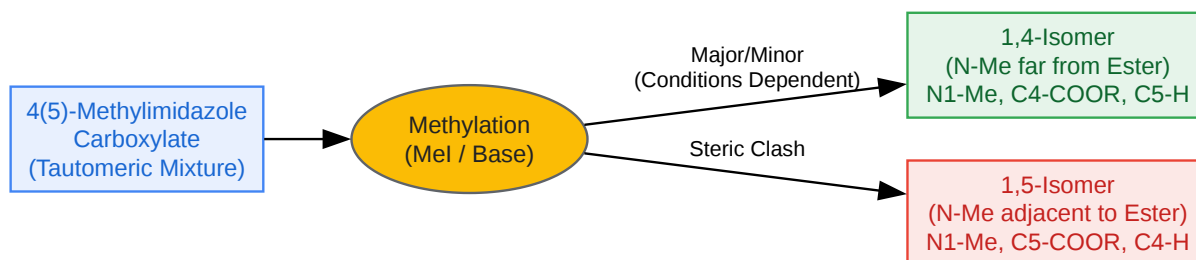 4(5)-Methylimidazole
Carboxylate
(Tautomeric Mixture)
Methylation
(MeI / Base)
Major/Minor
(Conditions Dependent)
Steric Clash
1,4-Isomer
(N-Me far from Ester)
N1-Me, C4-COOR, C5-H
1,5-Isomer
(N-Me adjacent to Ester)
N1-Me, C5-COOR, C4-H